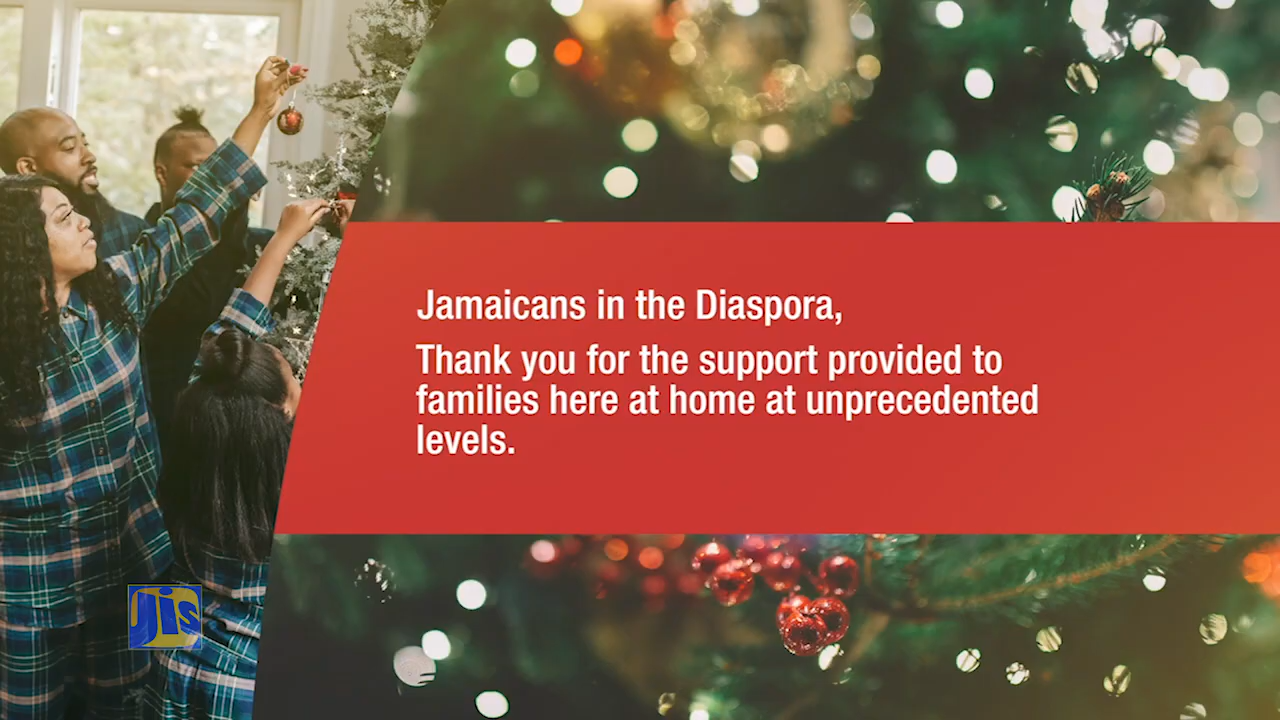 Jamaicans in the Diaspora,
Thank you for the support provided to
families here at home at unprecedented
levels.
Jis